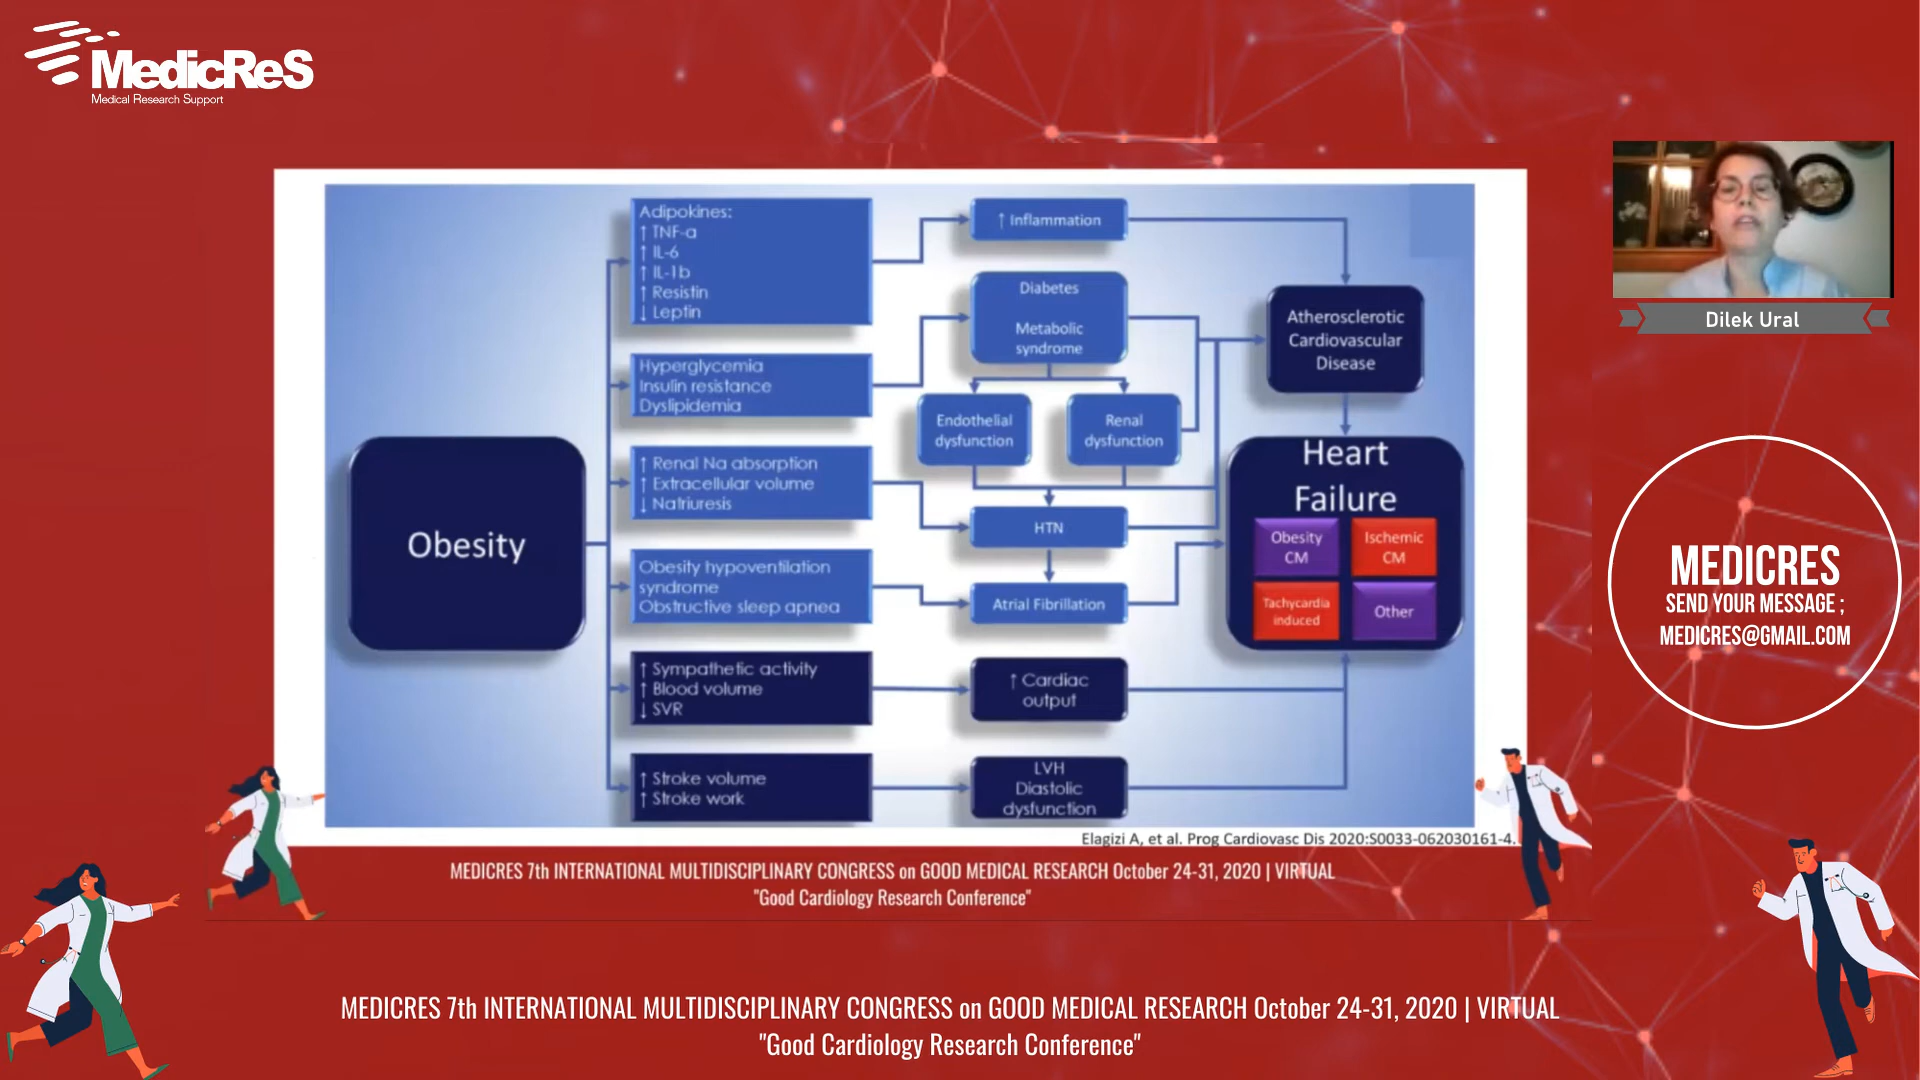 MedicReS
Medical Research Support
Adipokines:
↑ TNF-a
↑ IL-6
↑ IL-1b
↑ Resistin
↓ Leptin
Hyperglycemia
Insulin resistance
Dyslipidemia
↑ Renal Na absorption
↑ Extracellular volume
↓ Natriuresis
Obesity hypoventilation
syndrome
Obstructive sleep apnea
↑ Sympathetic activity
↑ Blood volume
↓ SVR
↑ Stroke volume
↑ Stroke work
Obesity
↑ Inflammation
Diabetes
Metabolic
syndrome
Endothelial
dysfunction
Renal
dysfunction
HTN
Atrial Fibrillation
↑ Cardiac
output
LVH
Diastolic
dysfunction
Atherosclerotic
Cardiovascular
Disease
Heart
Failure
Obesity
CM
Ischemic
CM
Tachycardia
induced
Other
Elagizi A, et al. Prog Cardiovasc Dis 2020:S0033-062030161-4.
MEDICRES 7th INTERNATIONAL MULTIDISCIPLINARY CONGRESS on GOOD MEDICAL RESEARCH October 24-31, 2020 | VIRTUAL
"Good Cardiology Research Conference"
Dilek Ural
MEDICRES
SEND YOUR MESSAGE ;
MEDICRES@GMAIL.COM
MEDICRES 7th INTERNATIONAL MULTIDISCIPLINARY CONGRESS on GOOD MEDICAL RESEARCH October 24-31, 2020 | VIRTUAL
"Good Cardiology Research Conference"